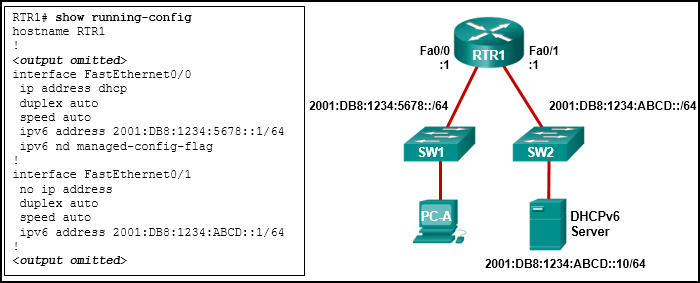 RTR1# show running-config
hostname RTR1
!
<output omitted>
interface FastEthernet0/0
ip address dhcp
duplex auto
speed auto
ipv6 address 2001:DB8:1234:5678::1/64
ipv6 nd managed-config-flag
!
interface FastEthernet0/1
no ip address
duplex auto
speed auto
ipv6 address 2001:DB8:1234:ABCD::1/64
!
<output omitted>
Fa0/0
:1
RTR1
Fa0/1
:1
2001:DB8:1234:5678::/64
2001:DB8:1234:ABCD::/64
SW1
SW2
PC-A
DHCPv6
Server
2001:DB8:1234:ABCD::10/64